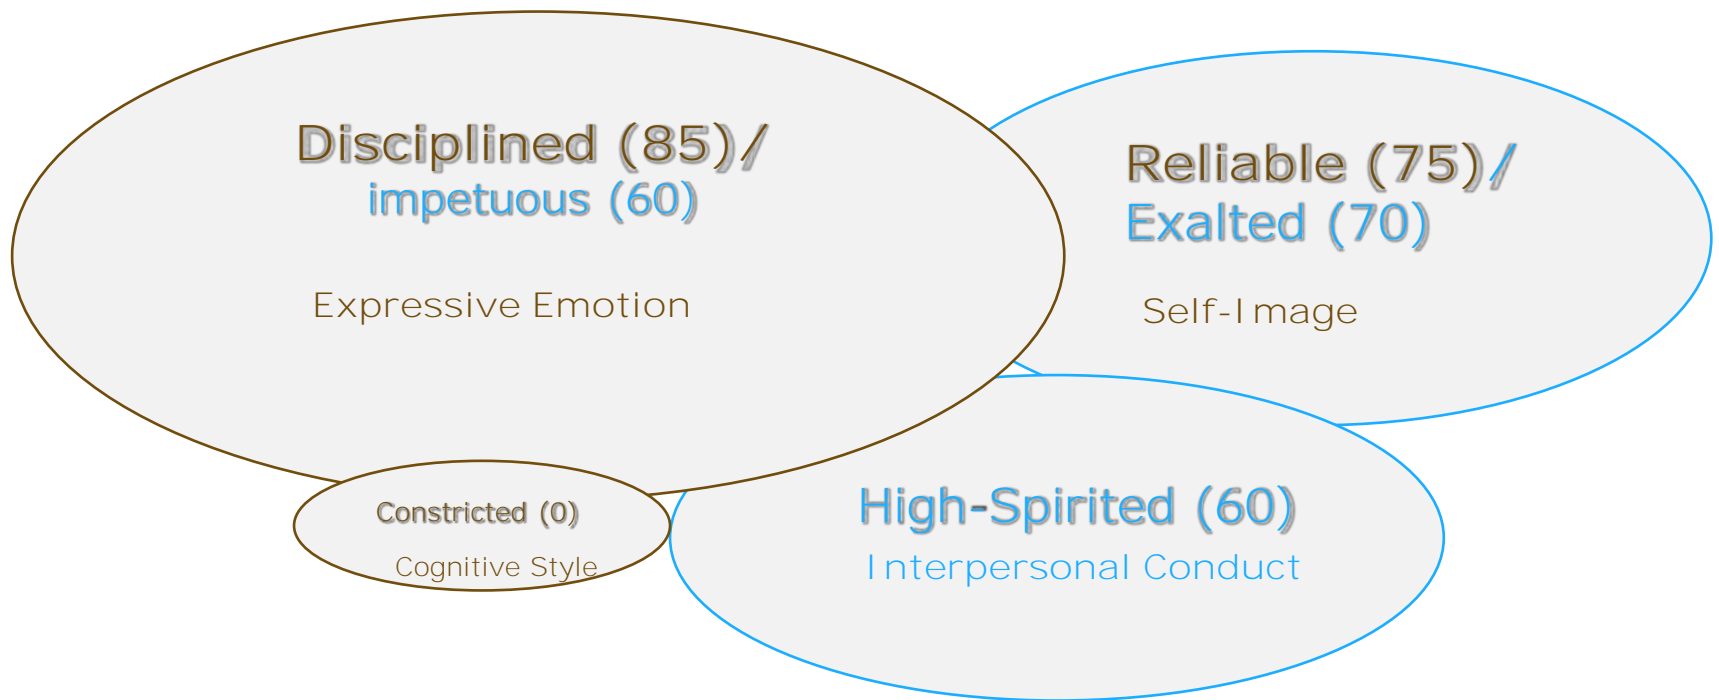 Disciplined (85)/
impetuous (60)
Expressive Emotion
Reliable (75)/
Exalted (70)
Self-Image
Constricted (0)
Cognitive Style
High-Spirited (60)
Interpersonal Conduct